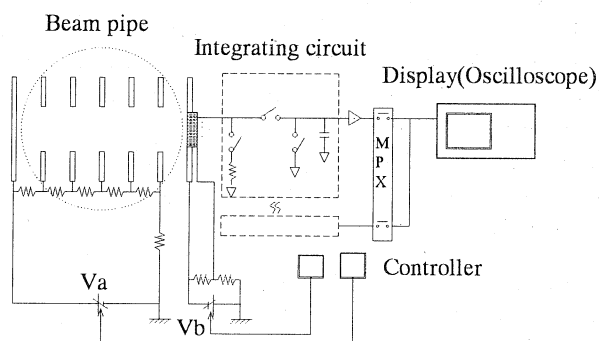 Beam pipe
Integrating circuit
Display(Oscilloscope)
M
P
X
Controller
Va
Vb